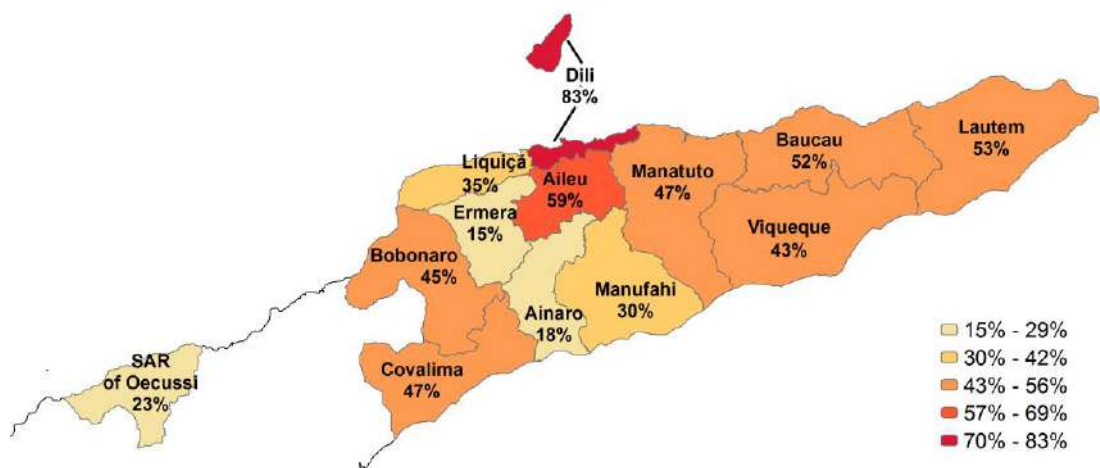 Dili
83%
Lautem
53%
Baucau
52%
Liquiçá
35%
Aileu
59%
Manatuto
47%
Ermera
15%
Viqueque
43%
Bobonaro
45%
Manufahi
30%
Ainaro
18%
SAR
of Oecussi
23%
Covalima
47%
15% - 29%
30% - 42%
43% - 56%
57% - 69%
70% - 83%